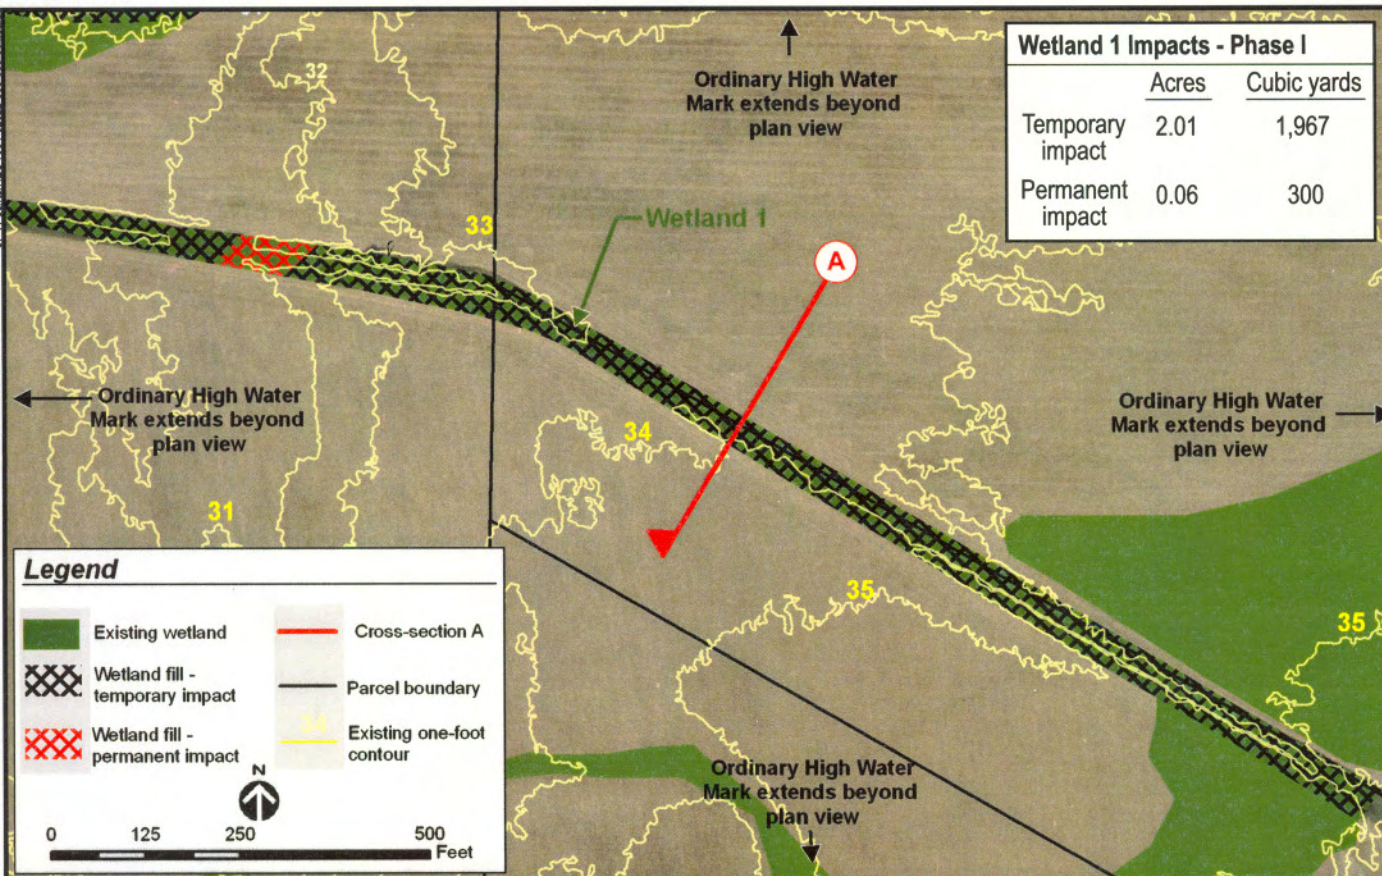 Wetland 1 Impacts - Phase I
Acres Cubic yards
Temporary impact 2.01 1,967
Permanent impact 0.06 300
Ordinary High Water
Mark extends beyond
plan view
32
33
Wetland 1
A
Ordinary High Water
Mark extends beyond
plan view
Ordinary High Water
Mark extends beyond
plan view
34
31
35
35
Ordinary High Water
Mark extends beyond
plan view
Legend
Existing wetland
Wetland fill -
temporary impact
Wetland fill -
permanent impact
Cross-section A
Parcel boundary
34
Existing one-foot
contour
N
0 125 250 500
Feet